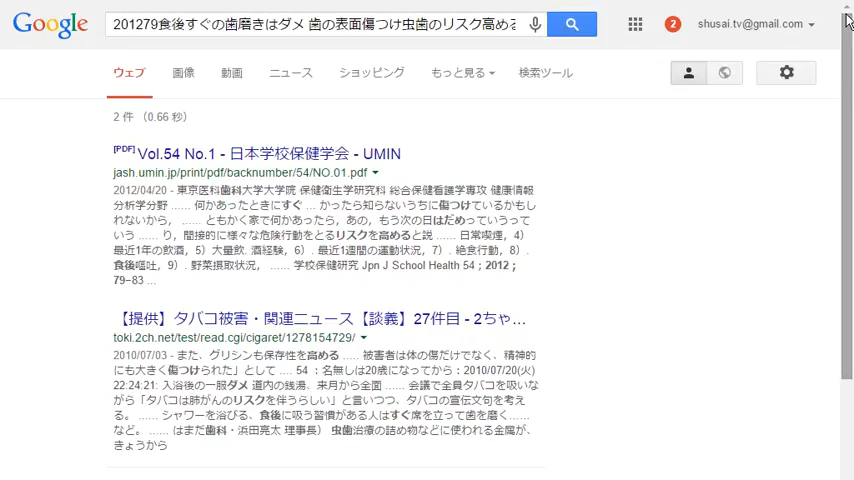 Google 201279食後すぐの歯磨きはダメ 歯の表面傷つけ虫歯のリスク高める 2 shusai.tv@gmail.com
ウェブ 画像 動画 ニュース ショッピング もっと見る 検索ツール
2 件 （0.66 秒）
[PDF] Vol.54 No.1 - 日本学校保健学会 - UMIN
jash.umin.jp/print/pdf/backnumber/54/NO.01.pdf
2012/04/20 - 東京医科歯科大学大学院 保健衛生学研究科 総合保健看護学専攻 健康情報
分析学分野 ...... 何かあったときにすぐ ... かったら知らないうちに傷つけているかもし
れないから， ...... ともかく家で何かあったら，あの，もう次の日はだめっていうって
いう ...... り，間接的に様々な危険行動をとるリスクを高めると説 ...... 日常喫煙，4）
最近1年の飲酒，5）大量飲. 酒経験，6）. 最近1週間の運動状況，7）. 絶食行動，8）.
食後嘔吐，9）. 野菜摂取状況， ...... 学校保健研究 Jpn J School Health 54；2012；
79−83 ...
【提供】タバコ被害・関連ニュース【談義】27件目 - 2ちゃ...
toki.2ch.net/test/read.cgi/cigaret/1278154729/
2010/07/03 - また、グリシンも保存性を高める ..... 被害者は体の傷だけでなく、精神的
にも大きく傷つけられた」として .... 54 ：名無しは20歳になってから：2010/07/20(火)
22:24:21: 入浴後の一服ダメ 道内の銭湯、来月から全面 ...... 会議で全員タバコを吸いな
がら「タバコは肺がんのリスクを伴うらしい」と言いつつ、タバコの宣伝文句を考え
る。 ...... シャワーを浴びる、食後に吸う習慣がある人はすぐ席を立って歯を磨く......
など。 ...... はまだ歯科・浜田亮太 理事長） 虫歯治療の詰め物などに使われる金属が、
きょうから